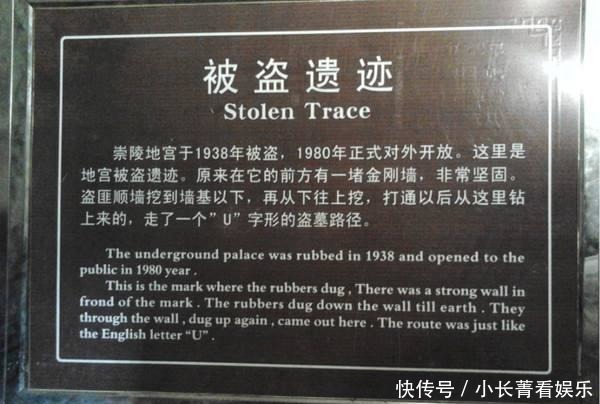 被盗遗迹
Stolen Trace
崇陵地宫于1938年被盗，1980年正式对外开放。这里是
地宫被盗遗迹。原来在它的前方有一堵金刚墙，非常坚固。
盗匪顺墙挖到墙基以下，再从下往上挖，打通以后从这里钻
上来的，走了一个”U”字形的盗墓路径。
The underground palace was rubbed in 1938 and opened to the
public in 1980 year .
This is the mark where the rubbers dug , There was a strong wall in
frond of the mark . The rubbers dug down the wall till earth . They
through the wall , dug up again , came out here . The route was just like
the English letter “U” .
快传号 / 小长菁看娱乐